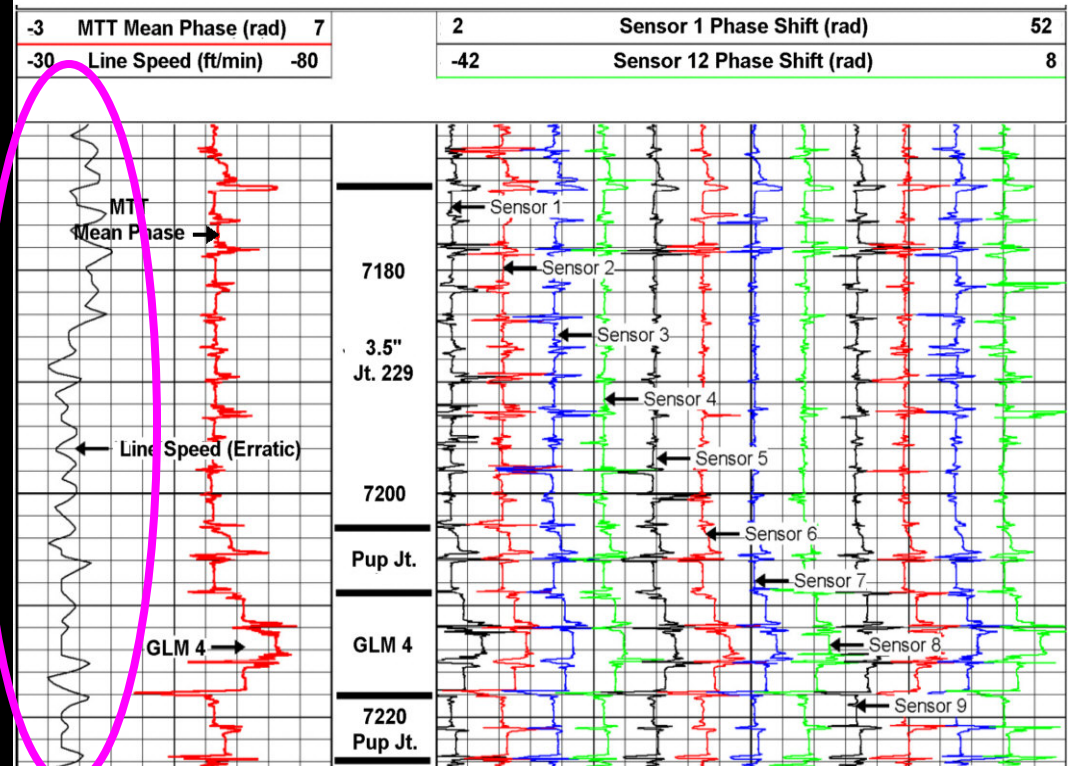 -3 MTT Mean Phase (rad) 7
-30 Line Speed (ft/min) -80
2 Sensor 1 Phase Shift (rad) 52
-42 Sensor 12 Phase Shift (rad) 8
MTT
Mean Phase
Sensor 1
7180
Sensor 2
Sensor 3
3.5"
Jt. 229
Sensor 4
Line Speed (Erratic)
Sensor 5
7200
Sensor 6
Pup Jt.
Sensor 7
GLM 4
GLM 4
Sensor 8
Sensor 9
7220
Pup Jt.